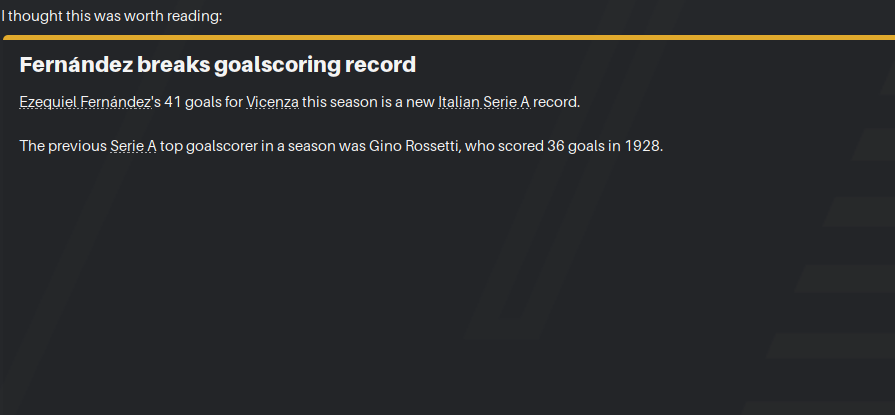 I thought this was worth reading:
Fernández breaks goalscoring record
Ezequiel Fernández's 41 goals for Vicenza this season is a new Italian Serie A record.
The previous Serie A top goalscorer in a season was Gino Rossetti, who scored 36 goals in 1928.